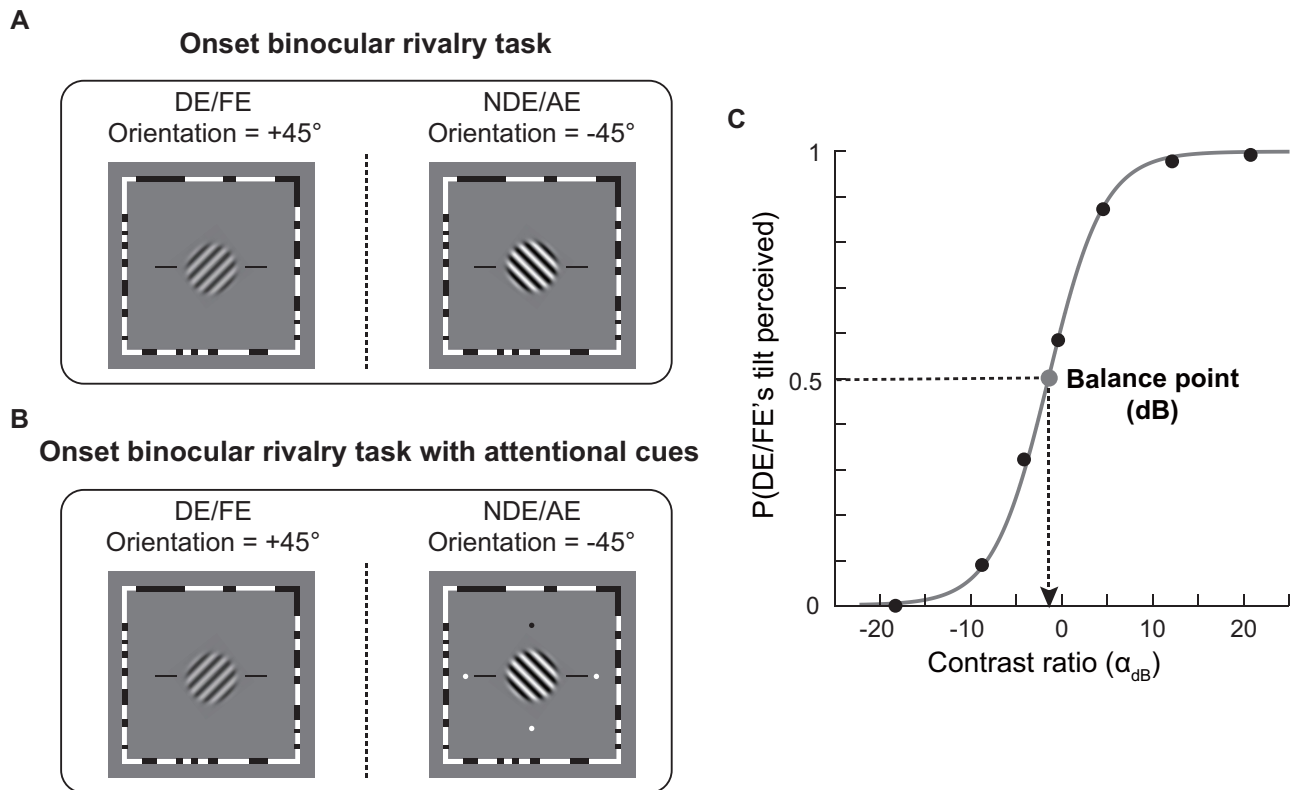 A
Onset binocular rivalry task
DE/FE
Orientation = +45°
NDE/AE
Orientation = -45°
B
Onset binocular rivalry task with attentional cues
DE/FE
Orientation = +45°
NDE/AE
Orientation = -45°
C
P(DE/FE's tilt perceived)
1
0.5
0
Balance point
(dB)
-20 -10 0 10 20
Contrast ratio (α_dB)